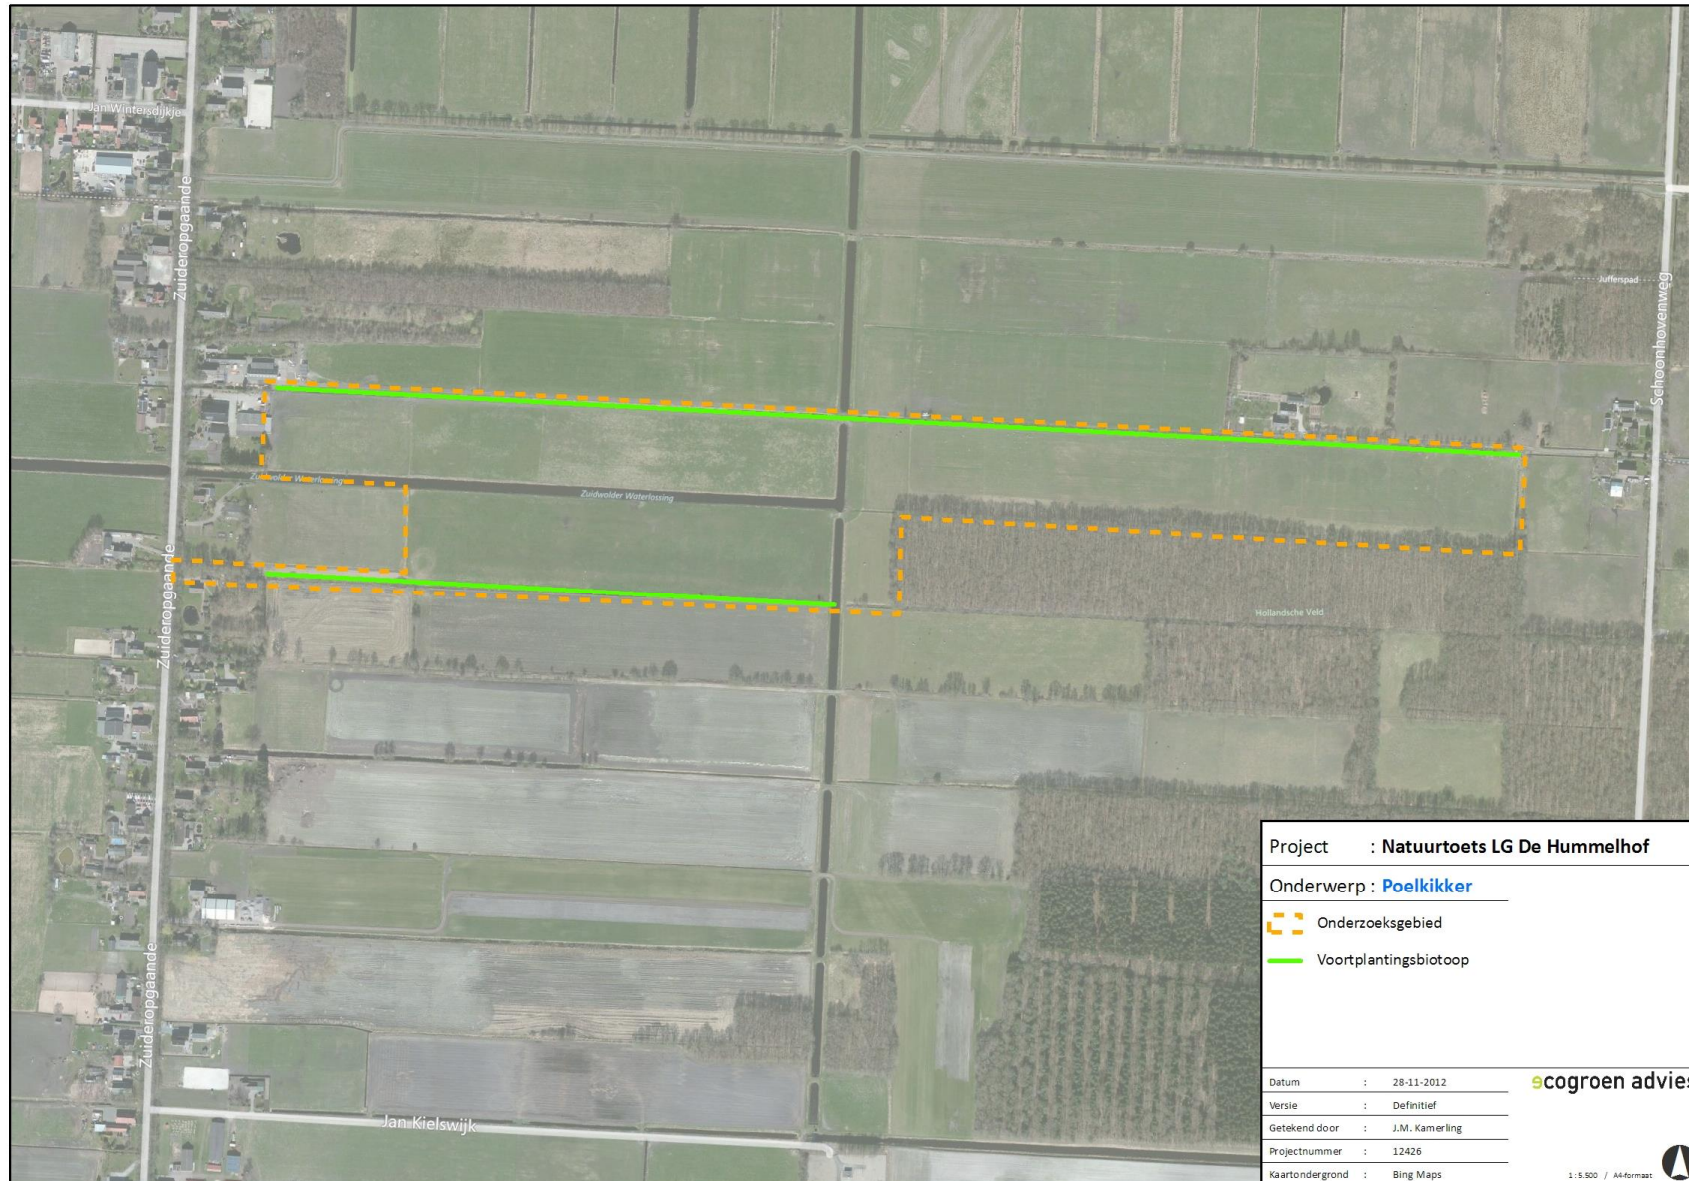 Jan Wintersdijkje
Zuideropgaande
Jufferspad
Schoonhovenweg
Zuidwolder Waterlossing
Zuidwolder Waterlossing
Zuideropgaande
Hollandsche Veld
Zuideropgaande
Jan Kielswijk
Project : Natuurtoets LG De Hummelhof
Onderwerp : Poelkikker
Onderzoeksgebied
Voortplantingsbiotoop
Datum : 28-11-2012
ecogroen advies
Versie : Definitief
Getekend door : J.M. Kamerling
Projectnummer : 12426
Kaartondergrond : Bing Maps
1:5.500 / A4-formaat